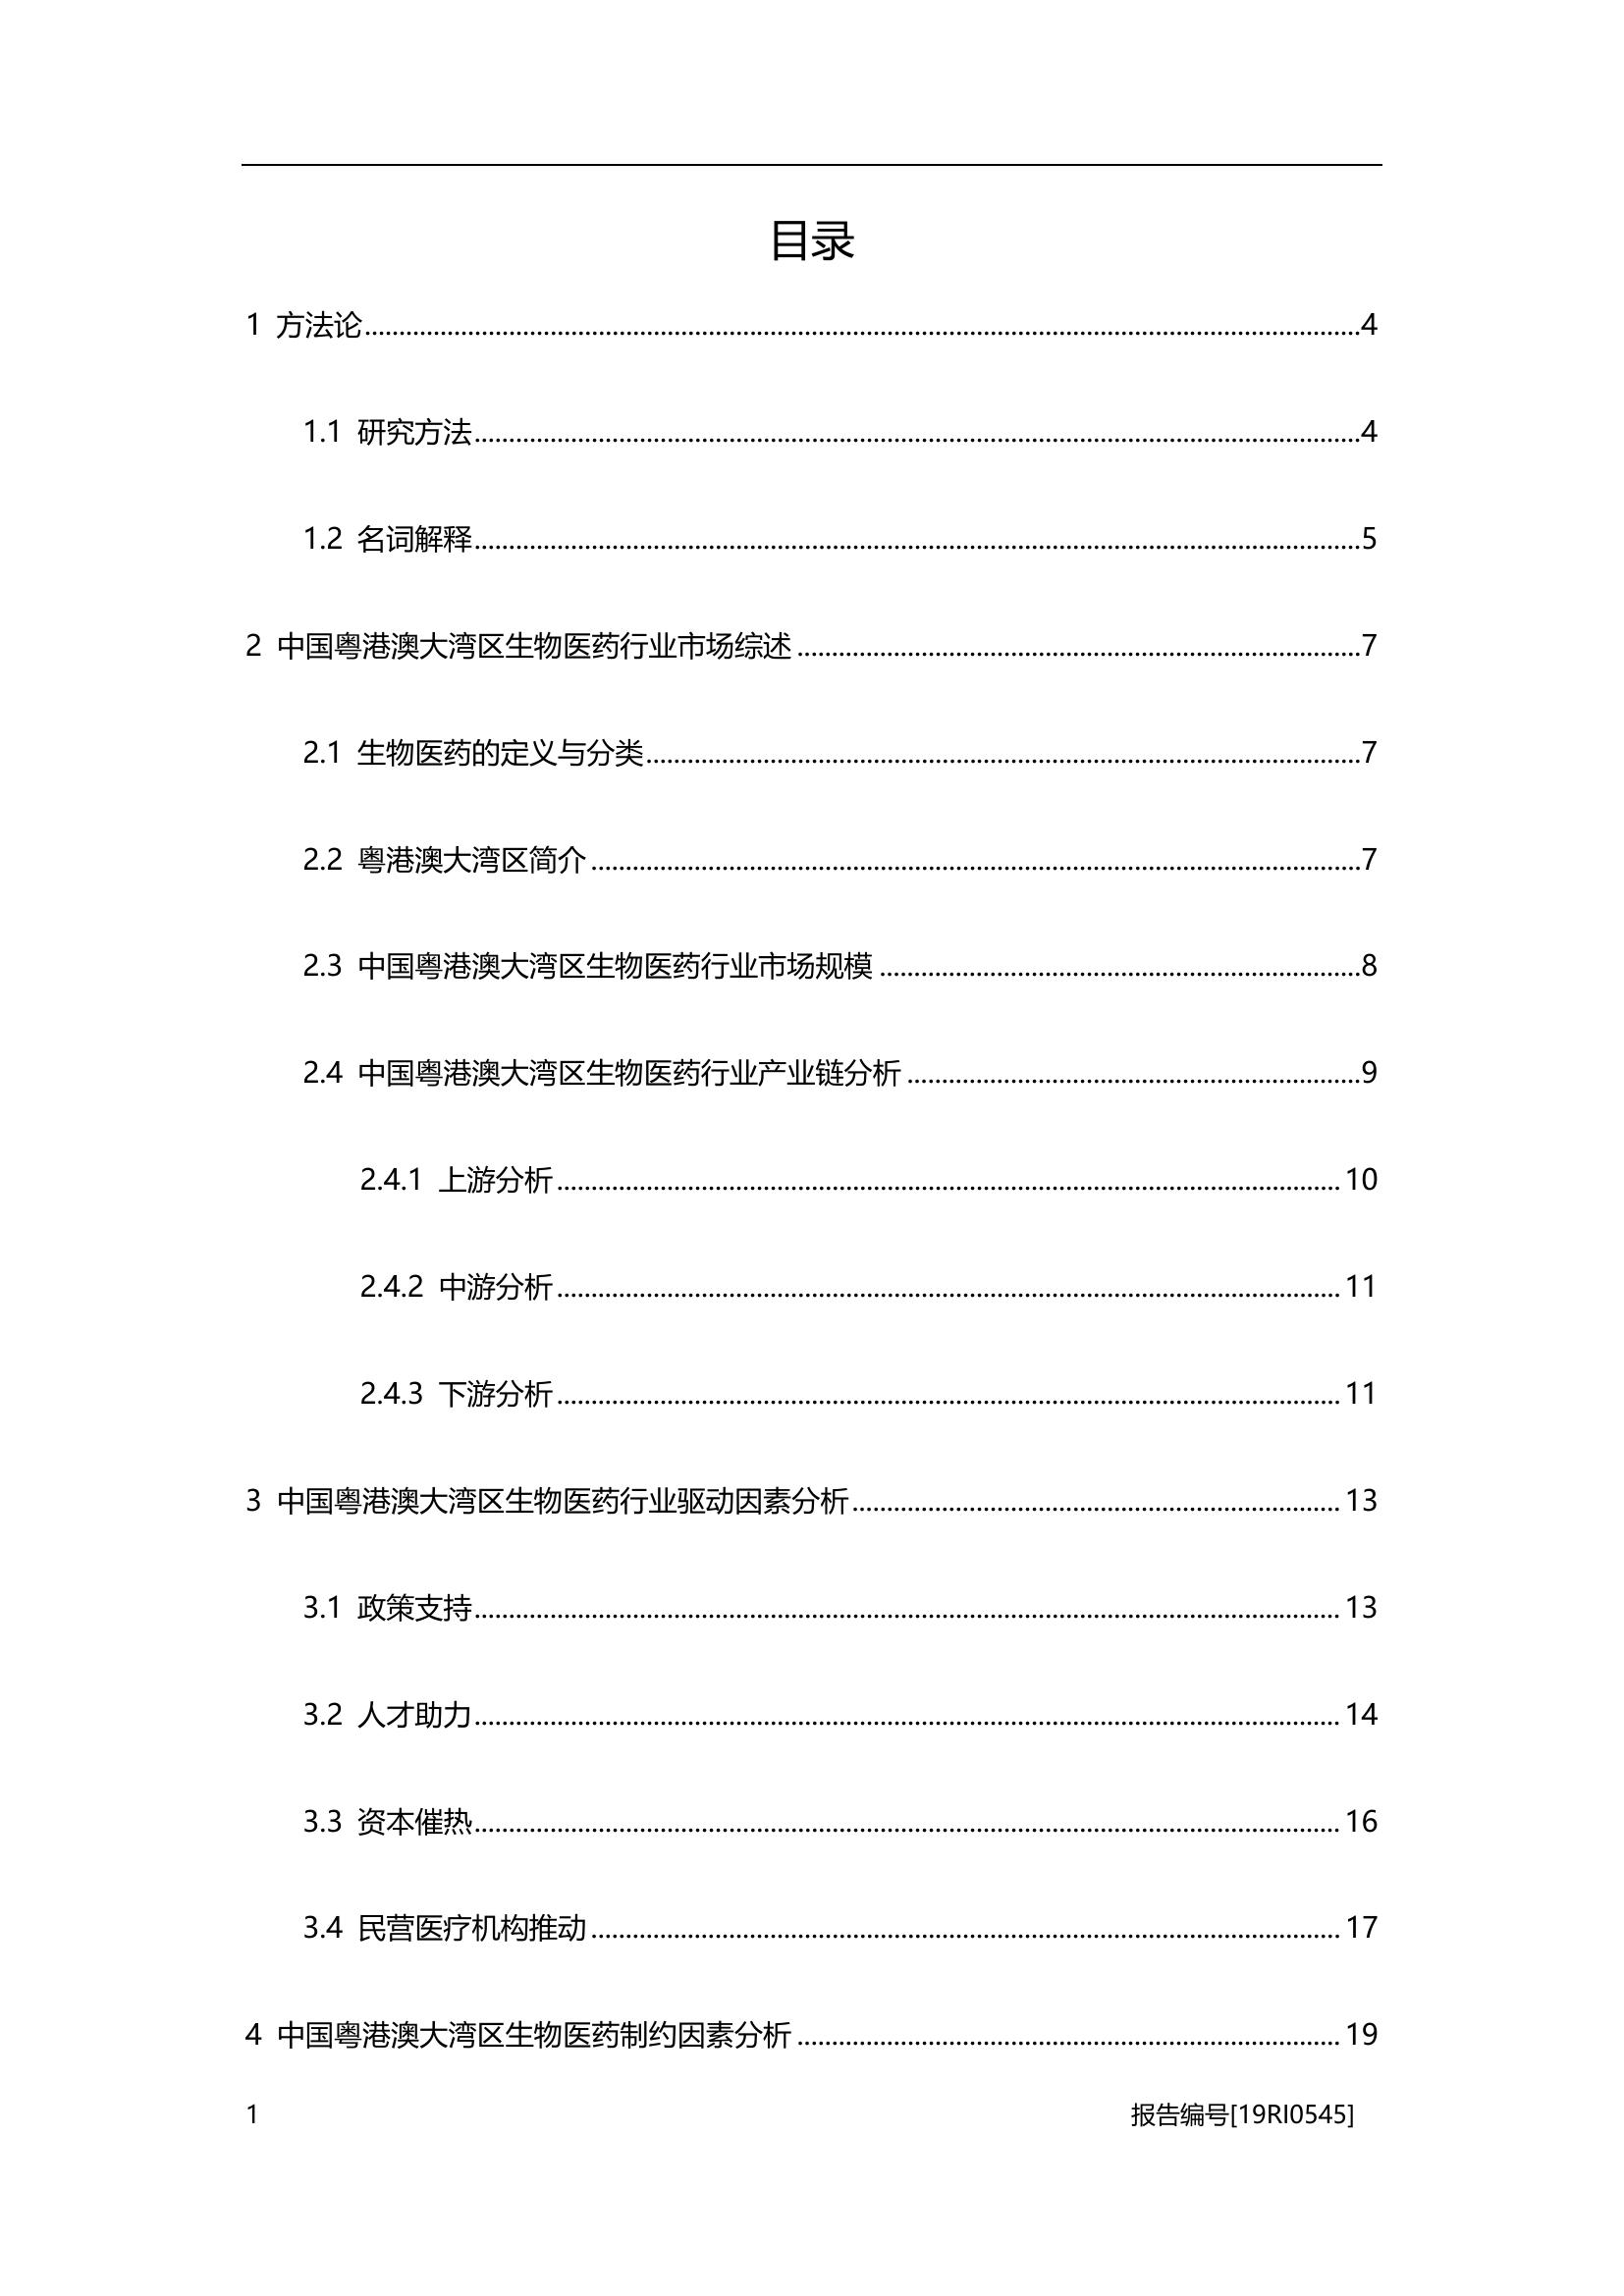 目录
1 方法论........................................................................................................4
1.1 研究方法........................................................................................................4
1.2 名词解释........................................................................................................5
2 中国粤港澳大湾区生物医药行业市场综述........................................................................7
2.1 生物医药的定义与分类........................................................................................7
2.2 粤港澳大湾区简介............................................................................................7
2.3 中国粤港澳大湾区生物医药行业市场规模................................................................8
2.4 中国粤港澳大湾区生物医药行业产业链分析............................................................9
2.4.1 上游分析........................................................................................ 10
2.4.2 中游分析........................................................................................ 11
2.4.3 下游分析........................................................................................ 11
3 中国粤港澳大湾区生物医药行业驱动因素分析................................................................ 13
3.1 政策支持........................................................................................................ 13
3.2 人才助力........................................................................................................ 14
3.3 资本催热........................................................................................................ 16
3.4 民营医疗机构推动............................................................................................ 17
4 中国粤港澳大湾区生物医药制约因素分析........................................................................ 19
1 报告编号[19RI0545]